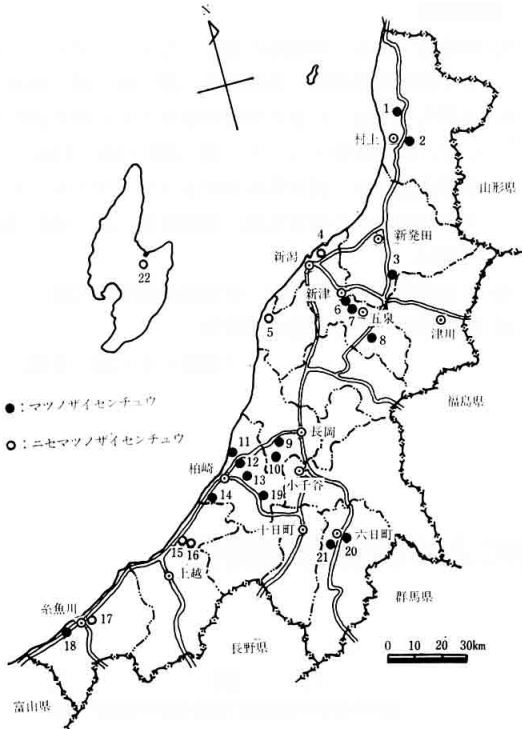 N
1
村上
2
山形県
4
新発田
新潟
3
22
新津
6
7
五泉
津川
5
8
福島県
●：マツノザイセンチュウ
○：ニセマツノザイセンチュウ
長岡
11
9
12
10
柏崎
13
小千谷
14
19
十日町
六日町
15
16
21
20
上越
糸魚川
17
群馬県
18
長野県
0 10 20 30km
富山県